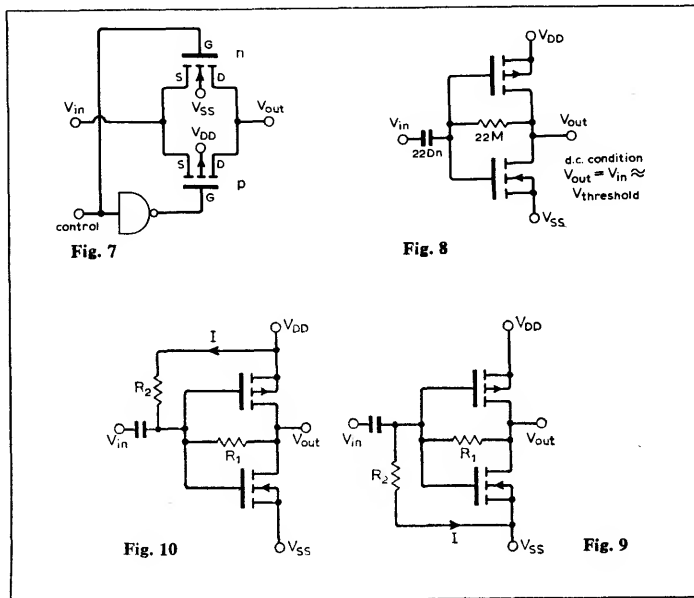 G
n
S
D
V_SS
V_in
V_out
V_DD
S
D
G
p
control
Fig. 7
V_DD
V_in
22Dn
22M
V_out
d.c. condition
V_out = V_in ≈
V_threshold
V_SS
Fig. 8
I
V_DD
R_2
V_in
R_1
V_out
V_SS
Fig. 10
V_DD
V_in
R_2
R_1
V_out
I
V_SS
Fig. 9